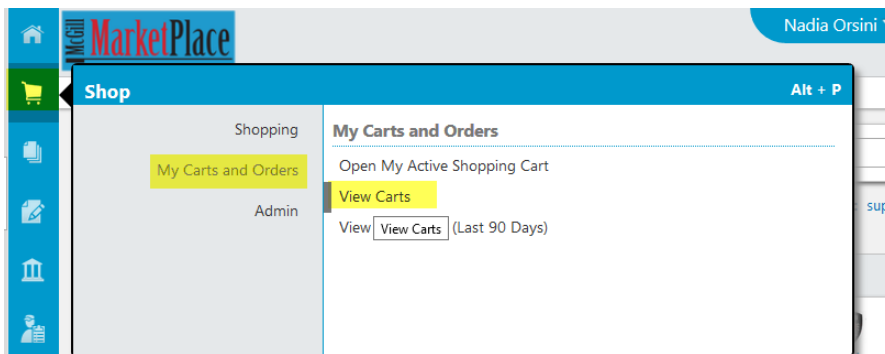 McGill MarketPlace
Nadia Orsini
Shop
Alt + P
Shopping
My Carts and Orders
Admin
My Carts and Orders
Open My Active Shopping Cart
View Carts
View View Carts (Last 90 Days)
sup